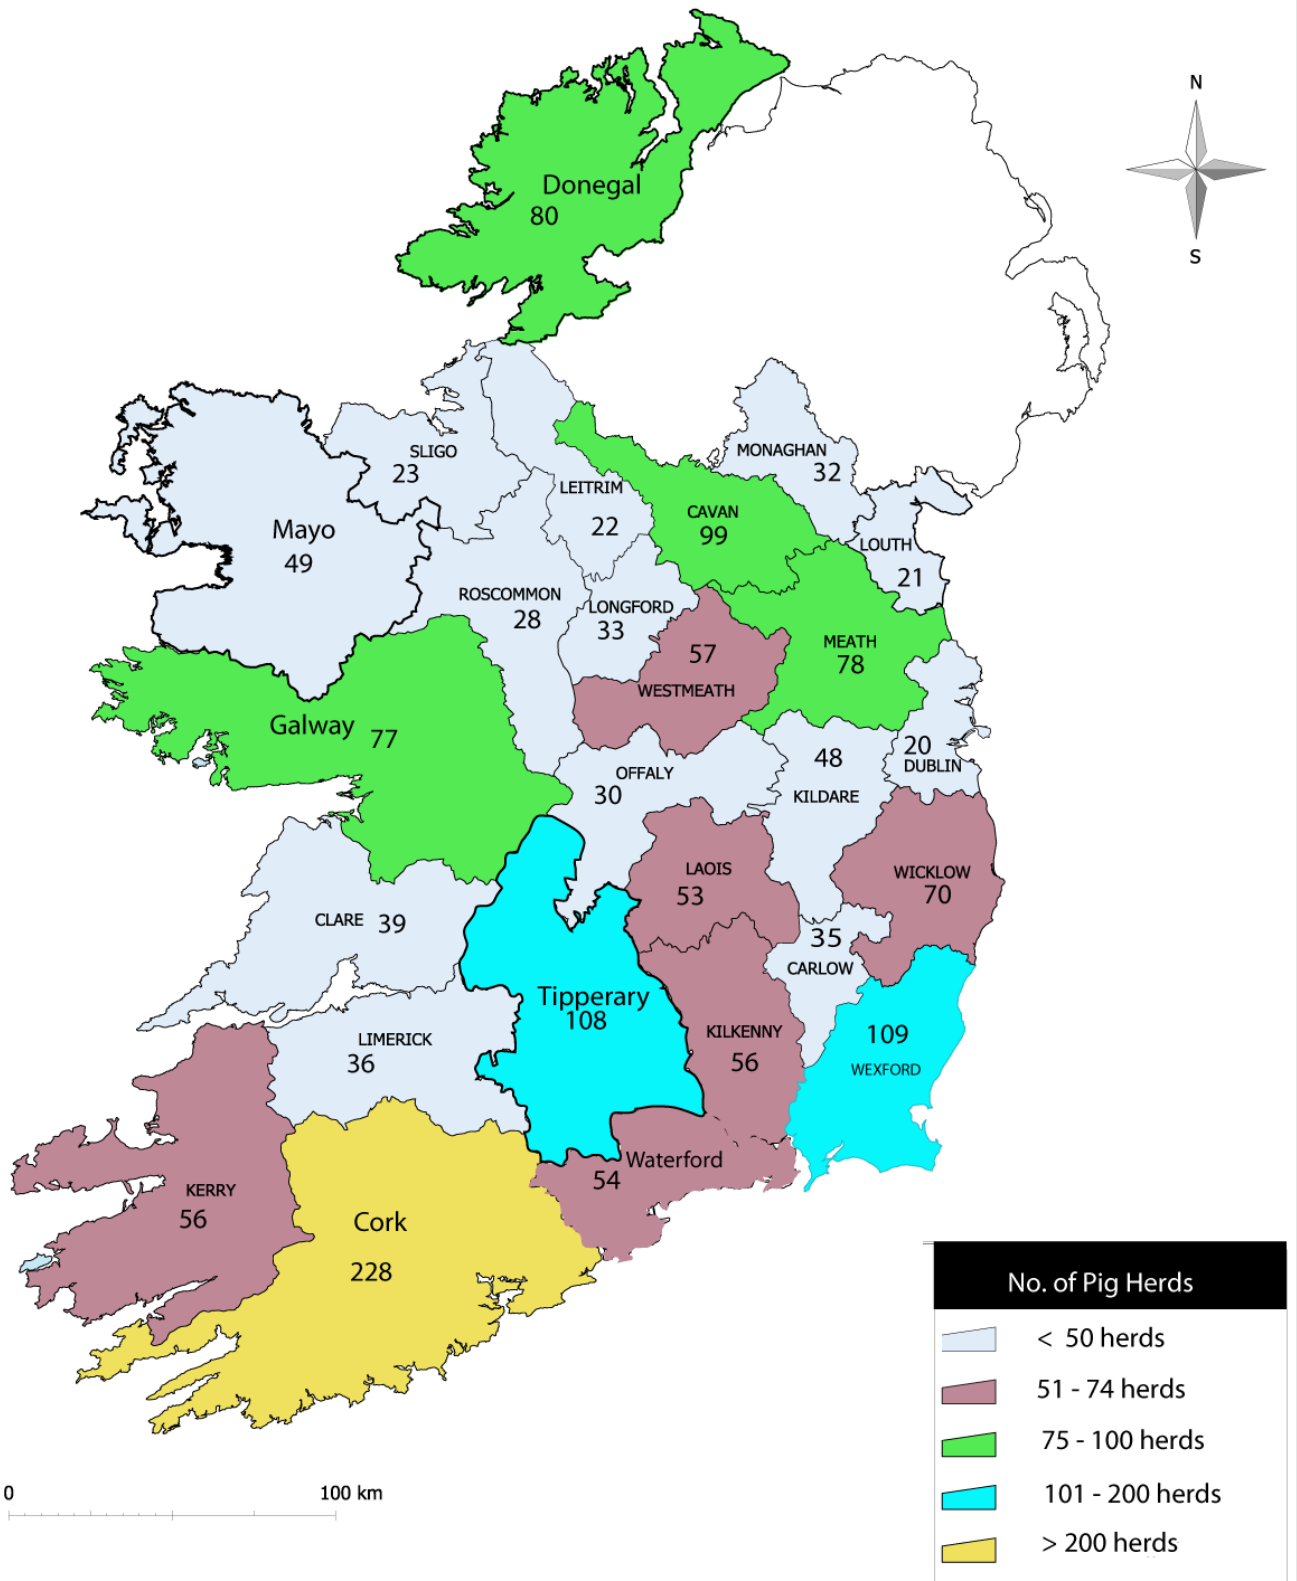 N
S
Donegal
80
SLIGO
23
MONAGHAN
32
LEITRIM
22
CAVAN
99
Mayo
49
LOUTH
21
ROSCOMMON
28
LONGFORD
33
57
WESTMEATH
MEATH
78
Galway 77
OFFALY
30
48
KILDARE
20
DUBLIN
LAOIS
53
WICKLOW
70
CLARE 39
35
CARLOW
Tipperary
108
LIMERICK
36
KILKENNY
56
109
WEXFORD
Waterford
54
KERRY
56
Cork
228
No. of Pig Herds
< 50 herds
51 - 74 herds
75 - 100 herds
101 - 200 herds
> 200 herds
0 100 km